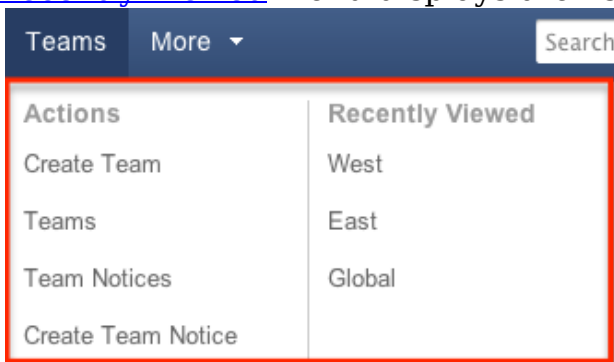 Teams More Search
Actions
Create Team
Teams
Team Notices
Create Team Notice
Recently Viewed
West
East
Global